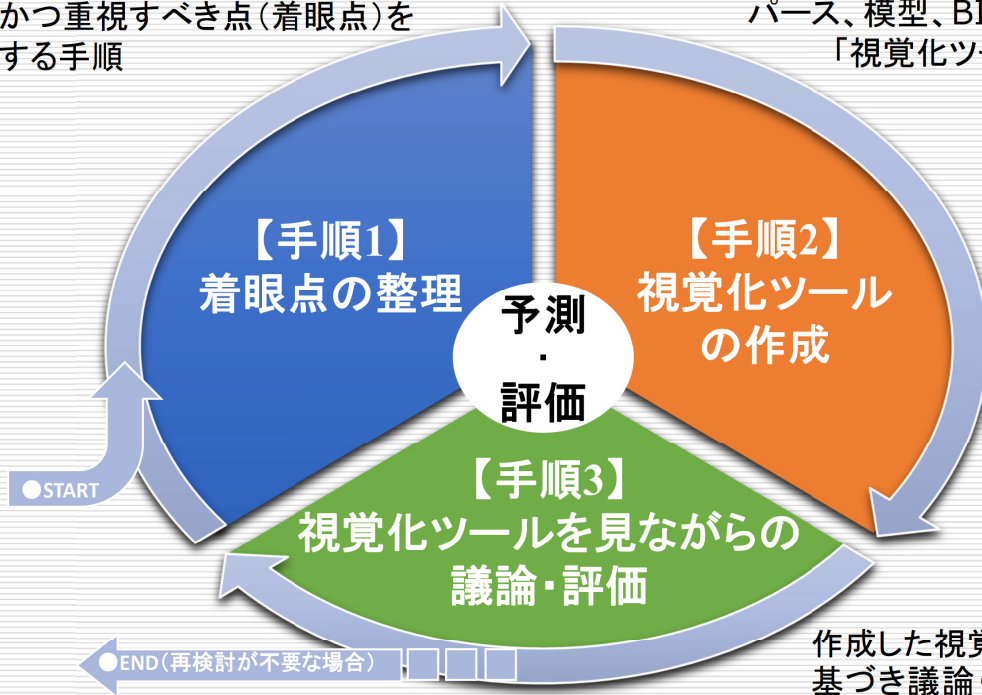 かつ重視すべき点(着眼点)を
する手順
パース、模型、BI
「視覚化ツー
【手順1】
着眼点の整理
【手順2】
視覚化ツール
の作成
予測
・
評価
【手順3】
視覚化ツールを見ながらの
議論・評価
●START
●END(再検討が不要な場合)
作成した視覚
基づき議論・